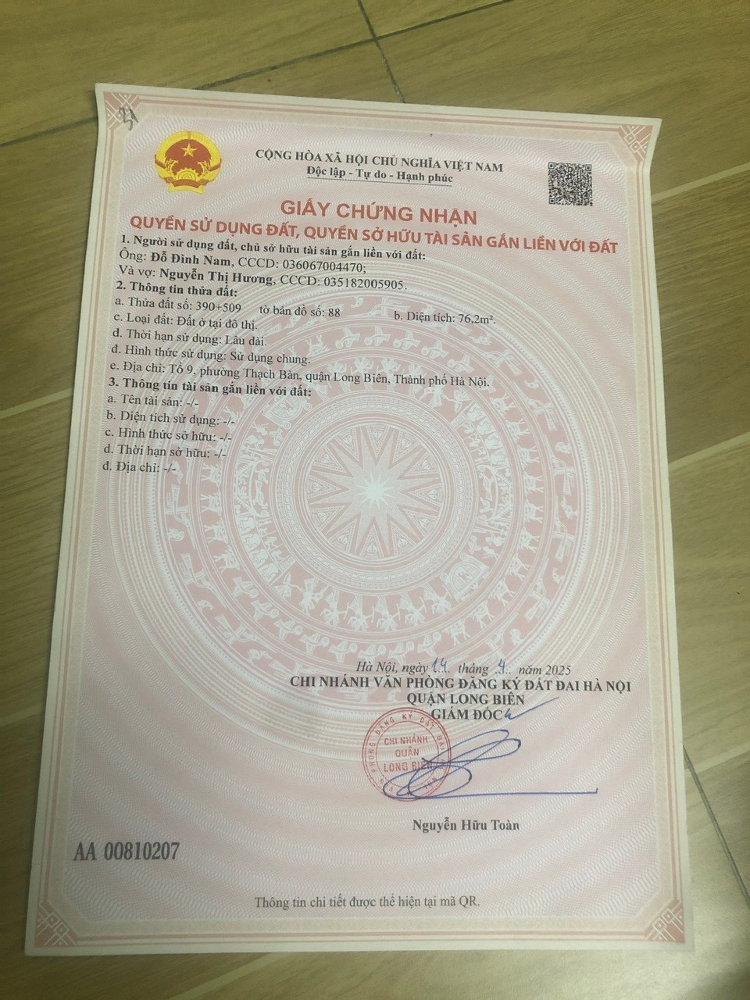 31
CỘNG HÒA XÃ HỘI CHỦ NGHĨA VIỆT NAM
Độc lập - Tự do - Hạnh phúc
GIẤY CHỨNG NHẬN
QUYỀN SỬ DỤNG ĐẤT, QUYỀN SỞ HỮU TÀI SẢN GẮN LIỀN VỚI ĐẤT
1. Người sử dụng đất, chủ sở hữu tài sản gắn liền với đất:
Ông: Đỗ Đình Nam, CCCD: 036067004470;
Và vợ: Nguyễn Thị Hương, CCCD: 035182005905.
2. Thông tin thửa đất:
a. Thửa đất số: 390+509 tờ bản đồ số: 88 b. Diện tích: 76,2m².
c. Loại đất: Đất ở tại đô thị.
d. Thời hạn sử dụng: Lâu dài.
đ. Hình thức sử dụng: Sử dụng chung.
e. Địa chỉ: Tổ 9, phường Thạch Bàn, quận Long Biên, Thành phố Hà Nội.
3. Thông tin tài sản gắn liền với đất:
a. Tên tài sản: -/-
b. Diện tích sử dụng: -/-
c. Hình thức sở hữu: -/-
d. Thời hạn sở hữu: -/-
đ. Địa chỉ: -/-
Hà Nội, ngày 14. tháng .4.. năm 2025
CHI NHÁNH VĂN PHÒNG ĐĂNG KÝ ĐẤT ĐAI HÀ NỘI
QUẬN LONG BIÊN
GIÁM ĐỐC
VĂN PHÒNG ĐĂNG KÝ ĐẤT ĐAI
CHI NHÁNH
QUẬN
LONG BIÊN
Nguyễn Hữu Toàn
AA 00810207
Thông tin chi tiết được thể hiện tại mã QR.